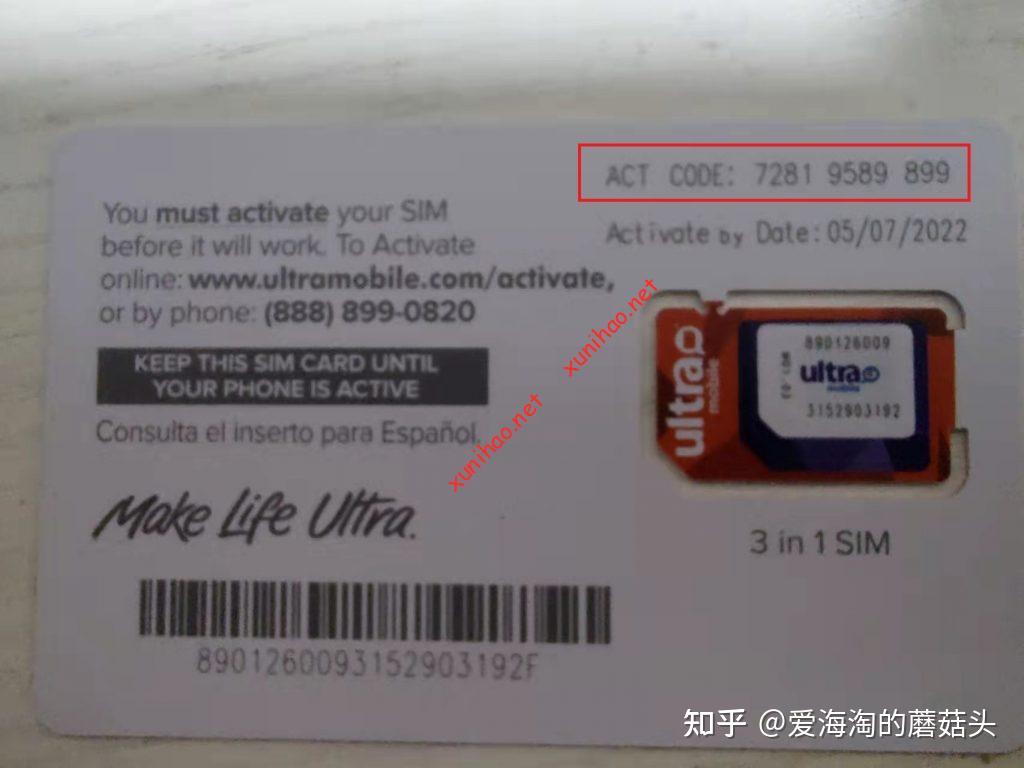 ACT CODE: 7281 9589 899
Activate by Date: 05/07/2022
You must activate your SIM
before it will work. To Activate
online: www.ultramobile.com/activate,
or by phone: (888) 899-0820
KEEP THIS SIM CARD UNTIL
YOUR PHONE IS ACTIVE
Consulta el inserto para Español.
Make Life Ultra.
8901260093152903192F
ultra
mobile
890126009
ultra
mobile
3152903192
3 in 1 SIM
xunihao.net
xunihao.net
知乎 @爱海淘的蘑菇头